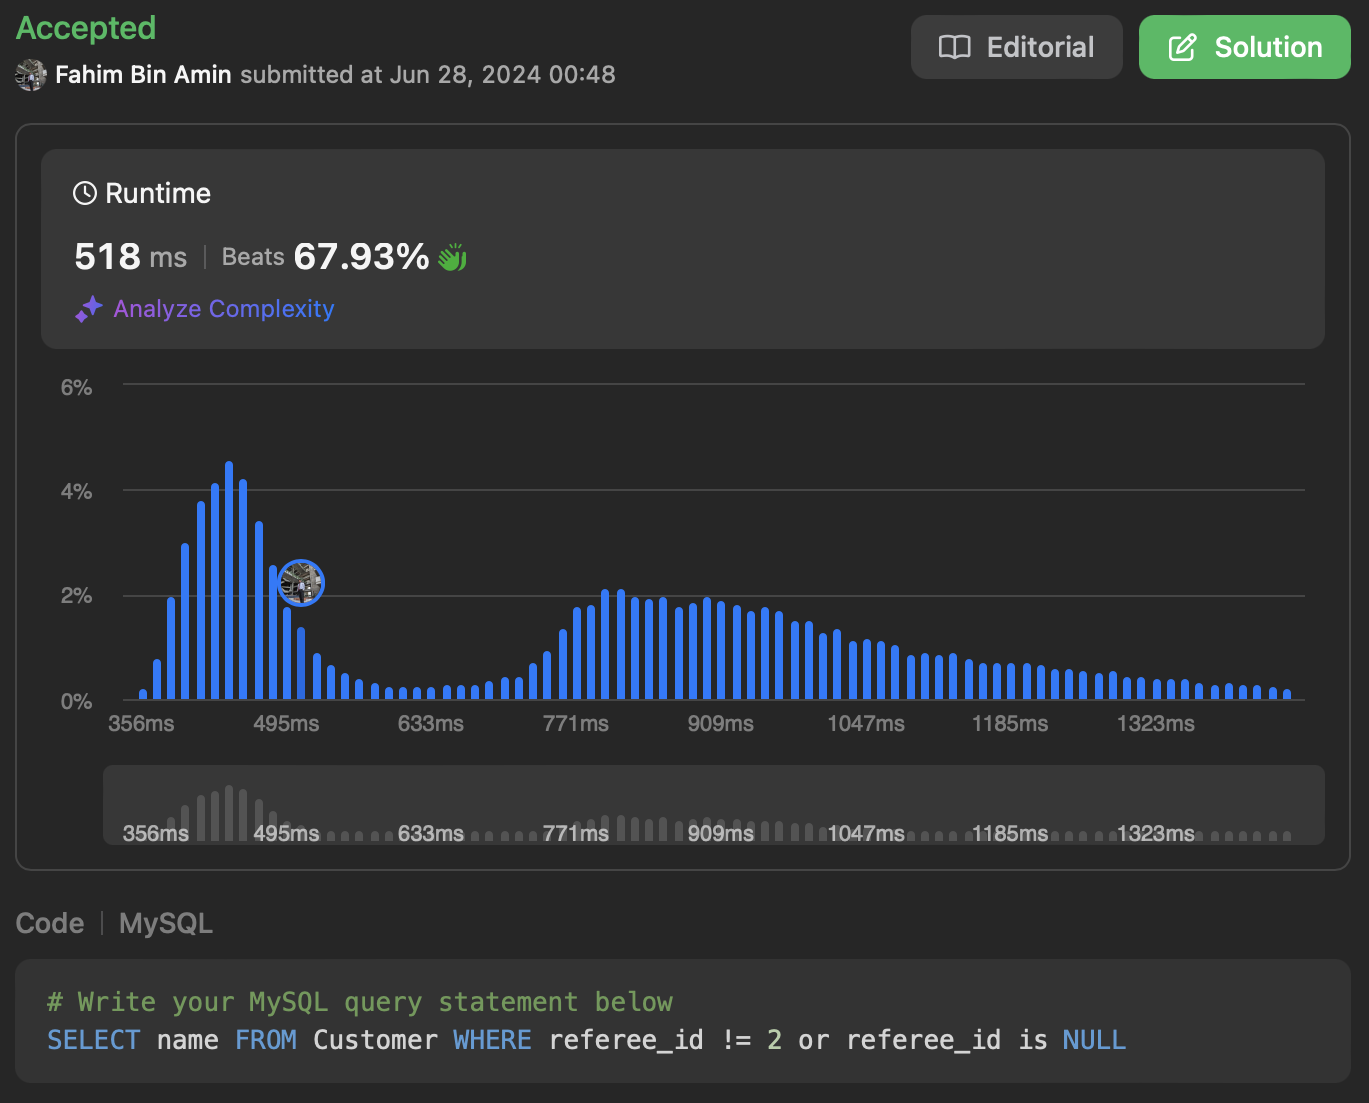 Accepted
Editorial
Solution
Fahim Bin Amin submitted at Jun 28, 2024 00:48
Runtime
518 ms | Beats 67.93%
Analyze Complexity
6%
4%
2%
0%
356ms 495ms 633ms 771ms 909ms 1047ms 1185ms 1323ms
356ms 495ms 633ms 771ms 909ms 1047ms 1185ms 1323ms
Code | MySQL
# Write your MySQL query statement below
SELECT name FROM Customer WHERE referee_id != 2 or referee_id is NULL